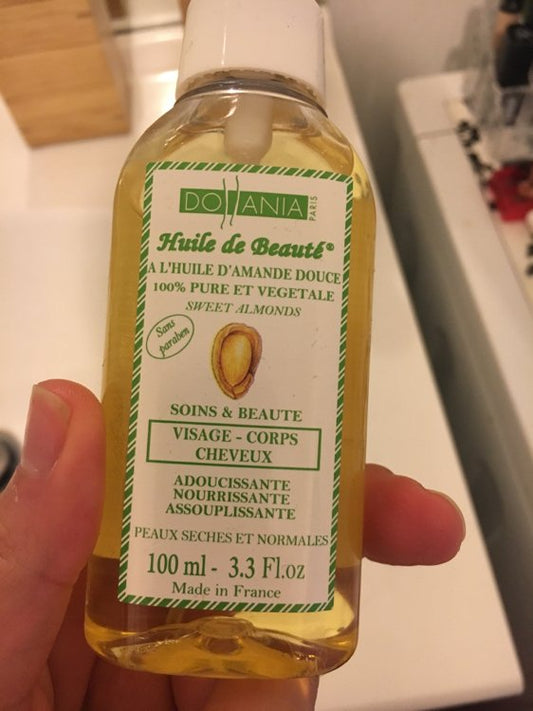 DOLLANIA
PARIS
Huile de Beauté®
A L'HUILE D'AMANDE DOUCE
100% PURE ET VEGETALE
SWEET ALMONDS
Sans
paraben
SOINS & BEAUTE
VISAGE - CORPS
CHEVEUX
ADOUCISSANTE
NOURRISSANTE
ASSOUPLISSANTE
PEAUX SECHES ET NORMALES
100 ml - 3.3 Fl.oz
Made in France